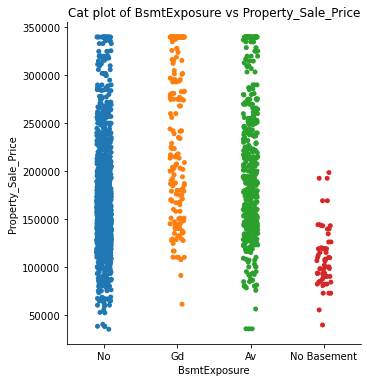 Cat plot of BsmtExposure vs Property_Sale_Price
350000
300000
250000
200000
150000
100000
50000
Property_Sale_Price
No Gd Av No Basement
BsmtExposure